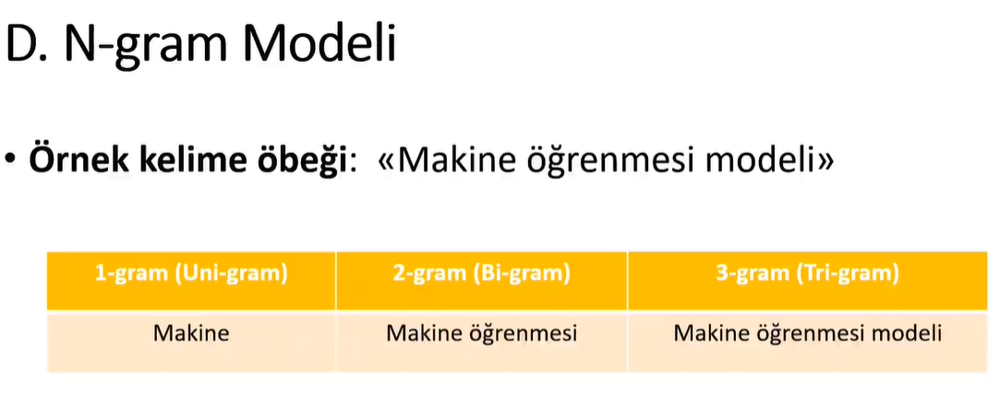 D. N-gram Modeli
• Örnek kelime öbeği: «Makine öğrenmesi modeli»
1-gram (Uni-gram) 2-gram (Bi-gram) 3-gram (Tri-gram)
Makine Makine öğrenmesi Makine öğrenmesi modeli